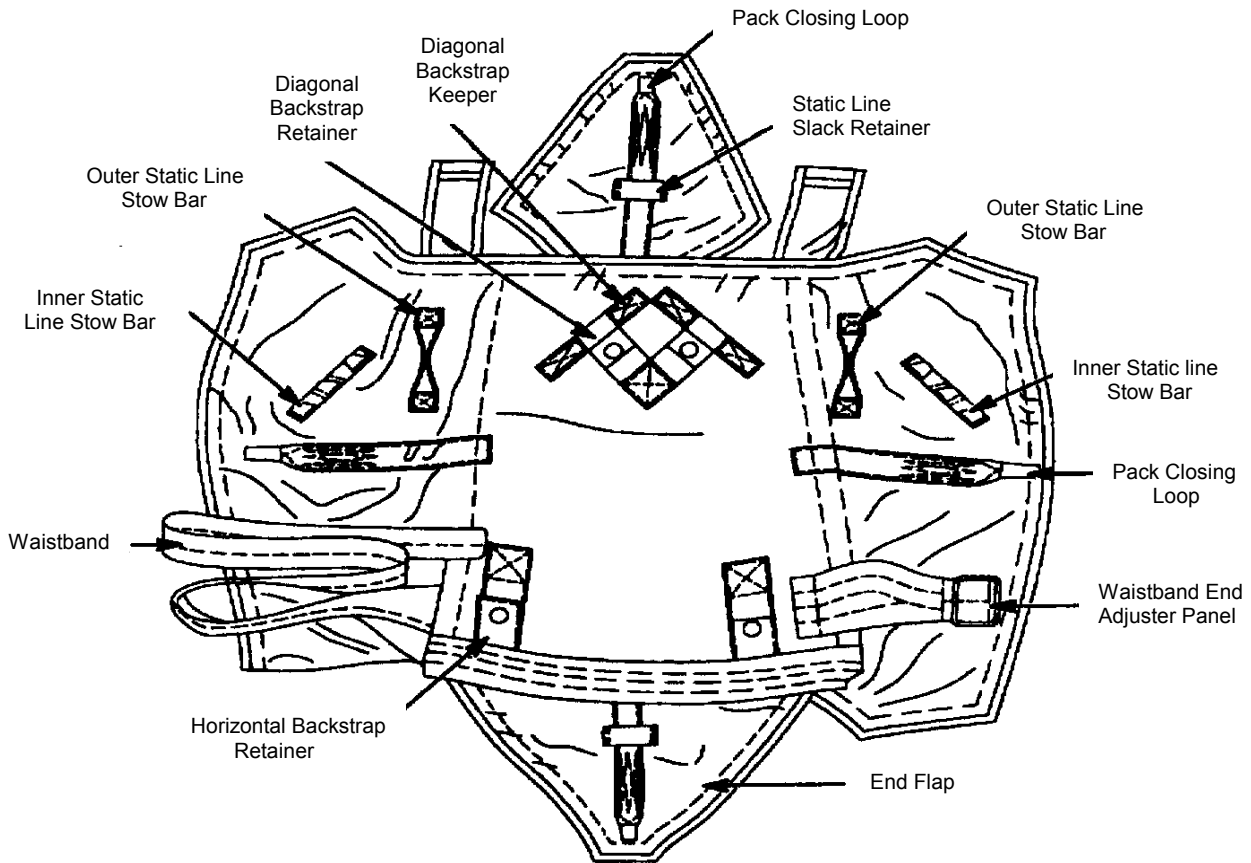 Pack Closing Loop
Diagonal
Backstrap
Keeper
Diagonal
Backstrap
Retainer
Static Line
Slack Retainer
Outer Static Line
Stow Bar
Outer Static Line
Stow Bar
Inner Static
Line Stow Bar
Inner Static line
Stow Bar
Pack Closing
Loop
Waistband
Waistband End
Adjuster Panel
Horizontal Backstrap
Retainer
End Flap